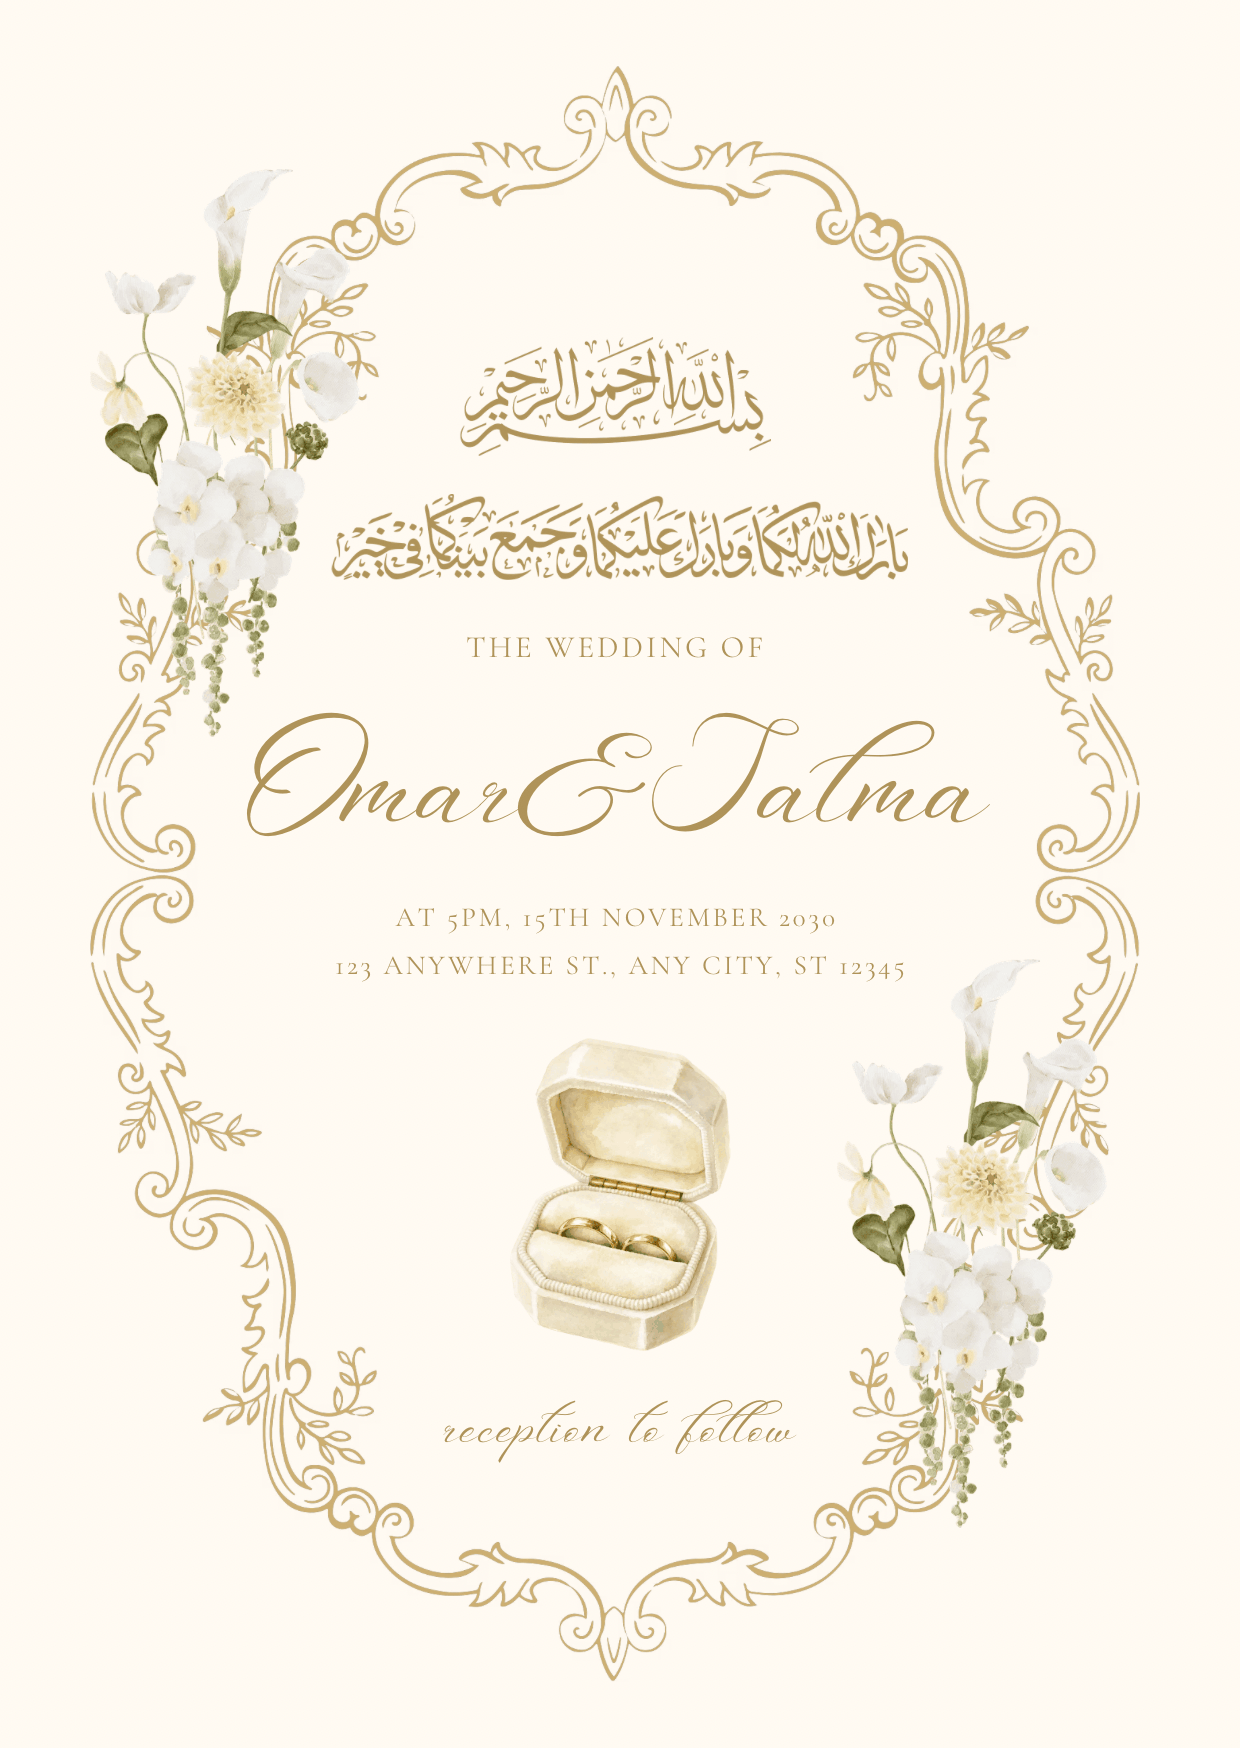 بسم الله الرحمن الرحيم
بارك الله لكما وبارك عليكما وجمع بينكما في خير
THE WEDDING OF
Omar & Salma
AT 5PM, 15TH NOVEMBER 2030
123 ANYWHERE ST., ANY CITY, ST 12345
reception to follow